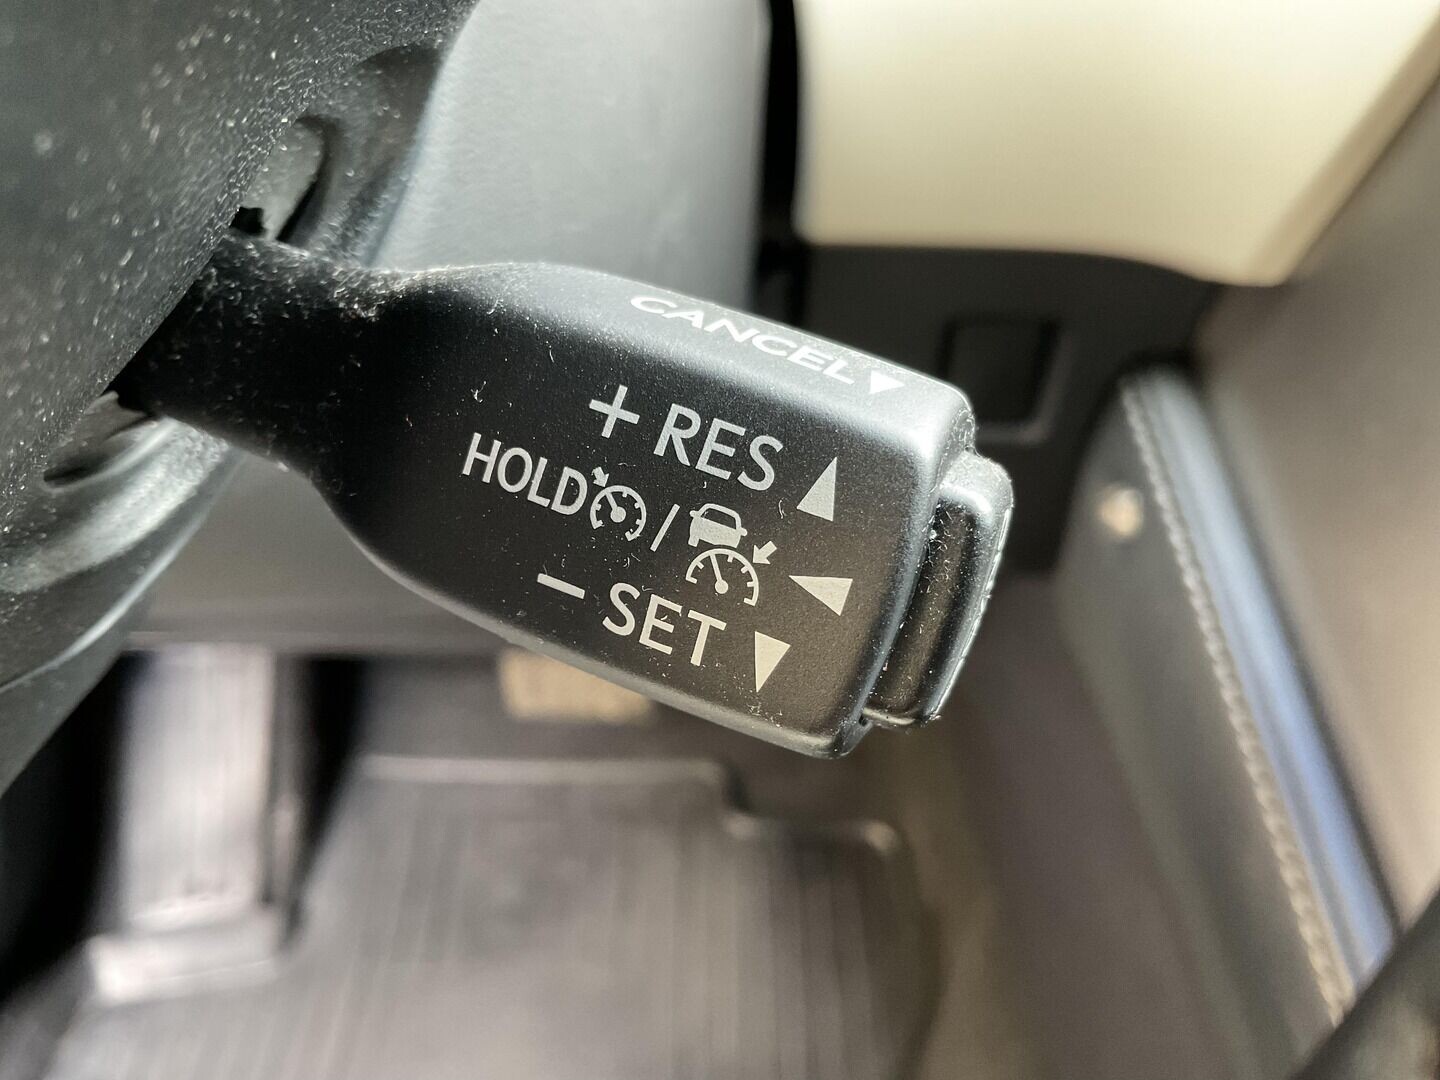 CANCEL
+ RES
HOLD /
− SET